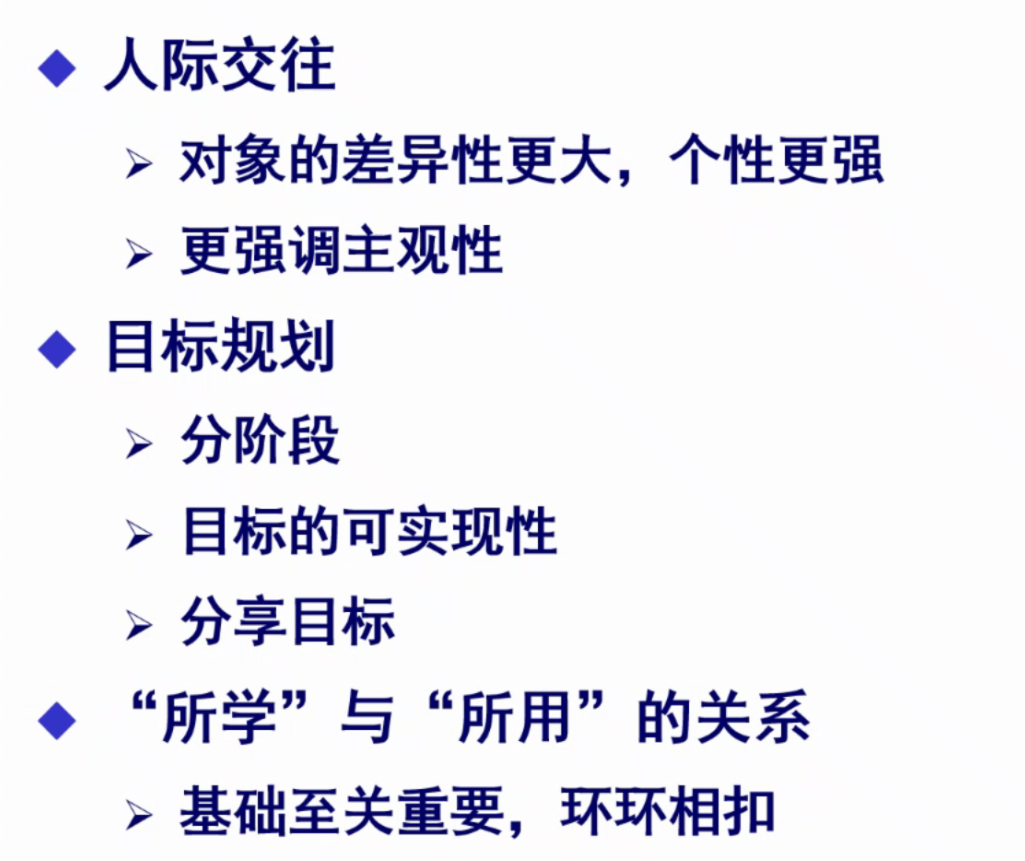 人际交往
对象的差异性更大，个性更强
更强调主观性
目标规划
分阶段
目标的可实现性
分享目标
“所学”与“所用”的关系
基础至关重要，环环相扣